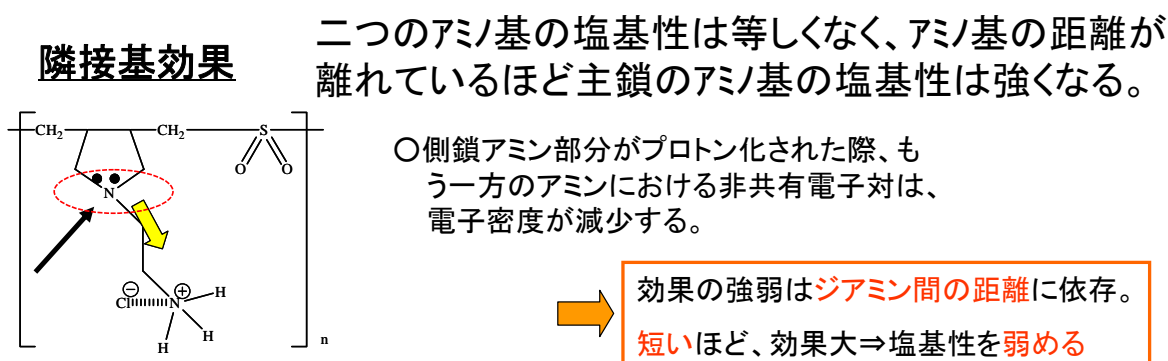 隣接基効果
二つのアミノ基の塩基性は等しくなく、アミノ基の距離が
離れているほど主鎖のアミノ基の塩基性は強くなる。
CH2 CH2 S
O O
N
Cl ⊖ N ⊕ H
H H
n
〇側鎖アミン部分がプロトン化された際、も
う一方のアミンにおける非共有電子対は、
電子密度が減少する。
効果の強弱はジアミン間の距離に依存。
短いほど、効果大⇒塩基性を弱める